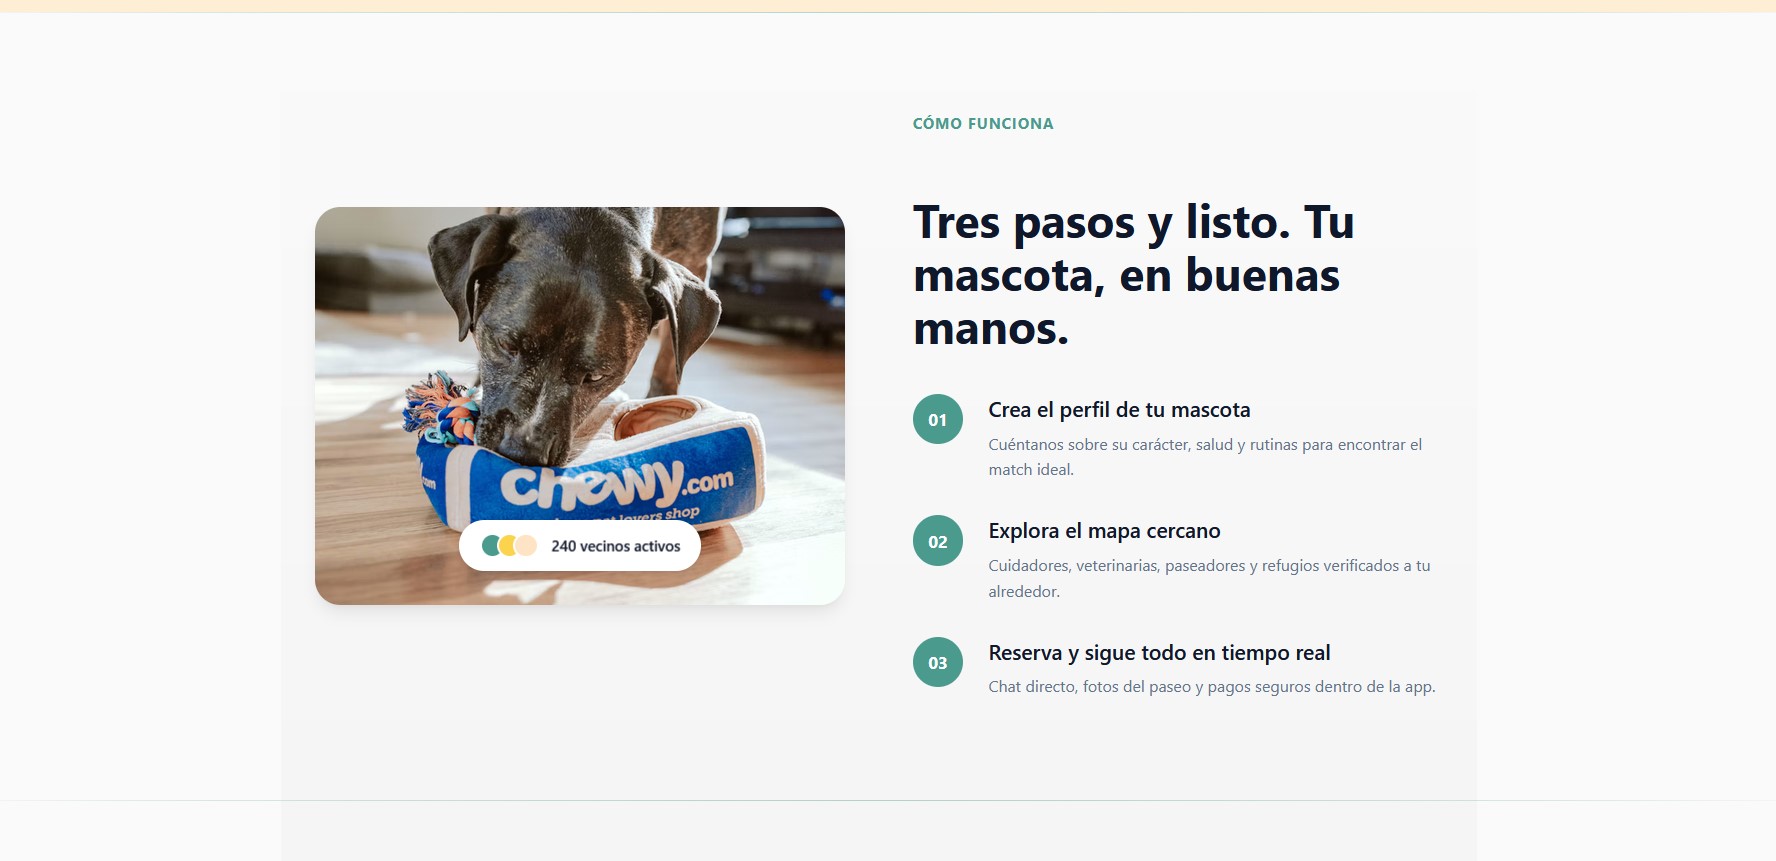 CÓMO FUNCIONA
Tres pasos y listo. Tu
mascota, en buenas
manos.
chewy.com
lovers shop
.com
240 vecinos activos
01
Crea el perfil de tu mascota
Cuéntanos sobre su carácter, salud y rutinas para encontrar el
match ideal.
02
Explora el mapa cercano
Cuidadores, veterinarias, paseadores y refugios verificados a tu
alrededor.
03
Reserva y sigue todo en tiempo real
Chat directo, fotos del paseo y pagos seguros dentro de la app.